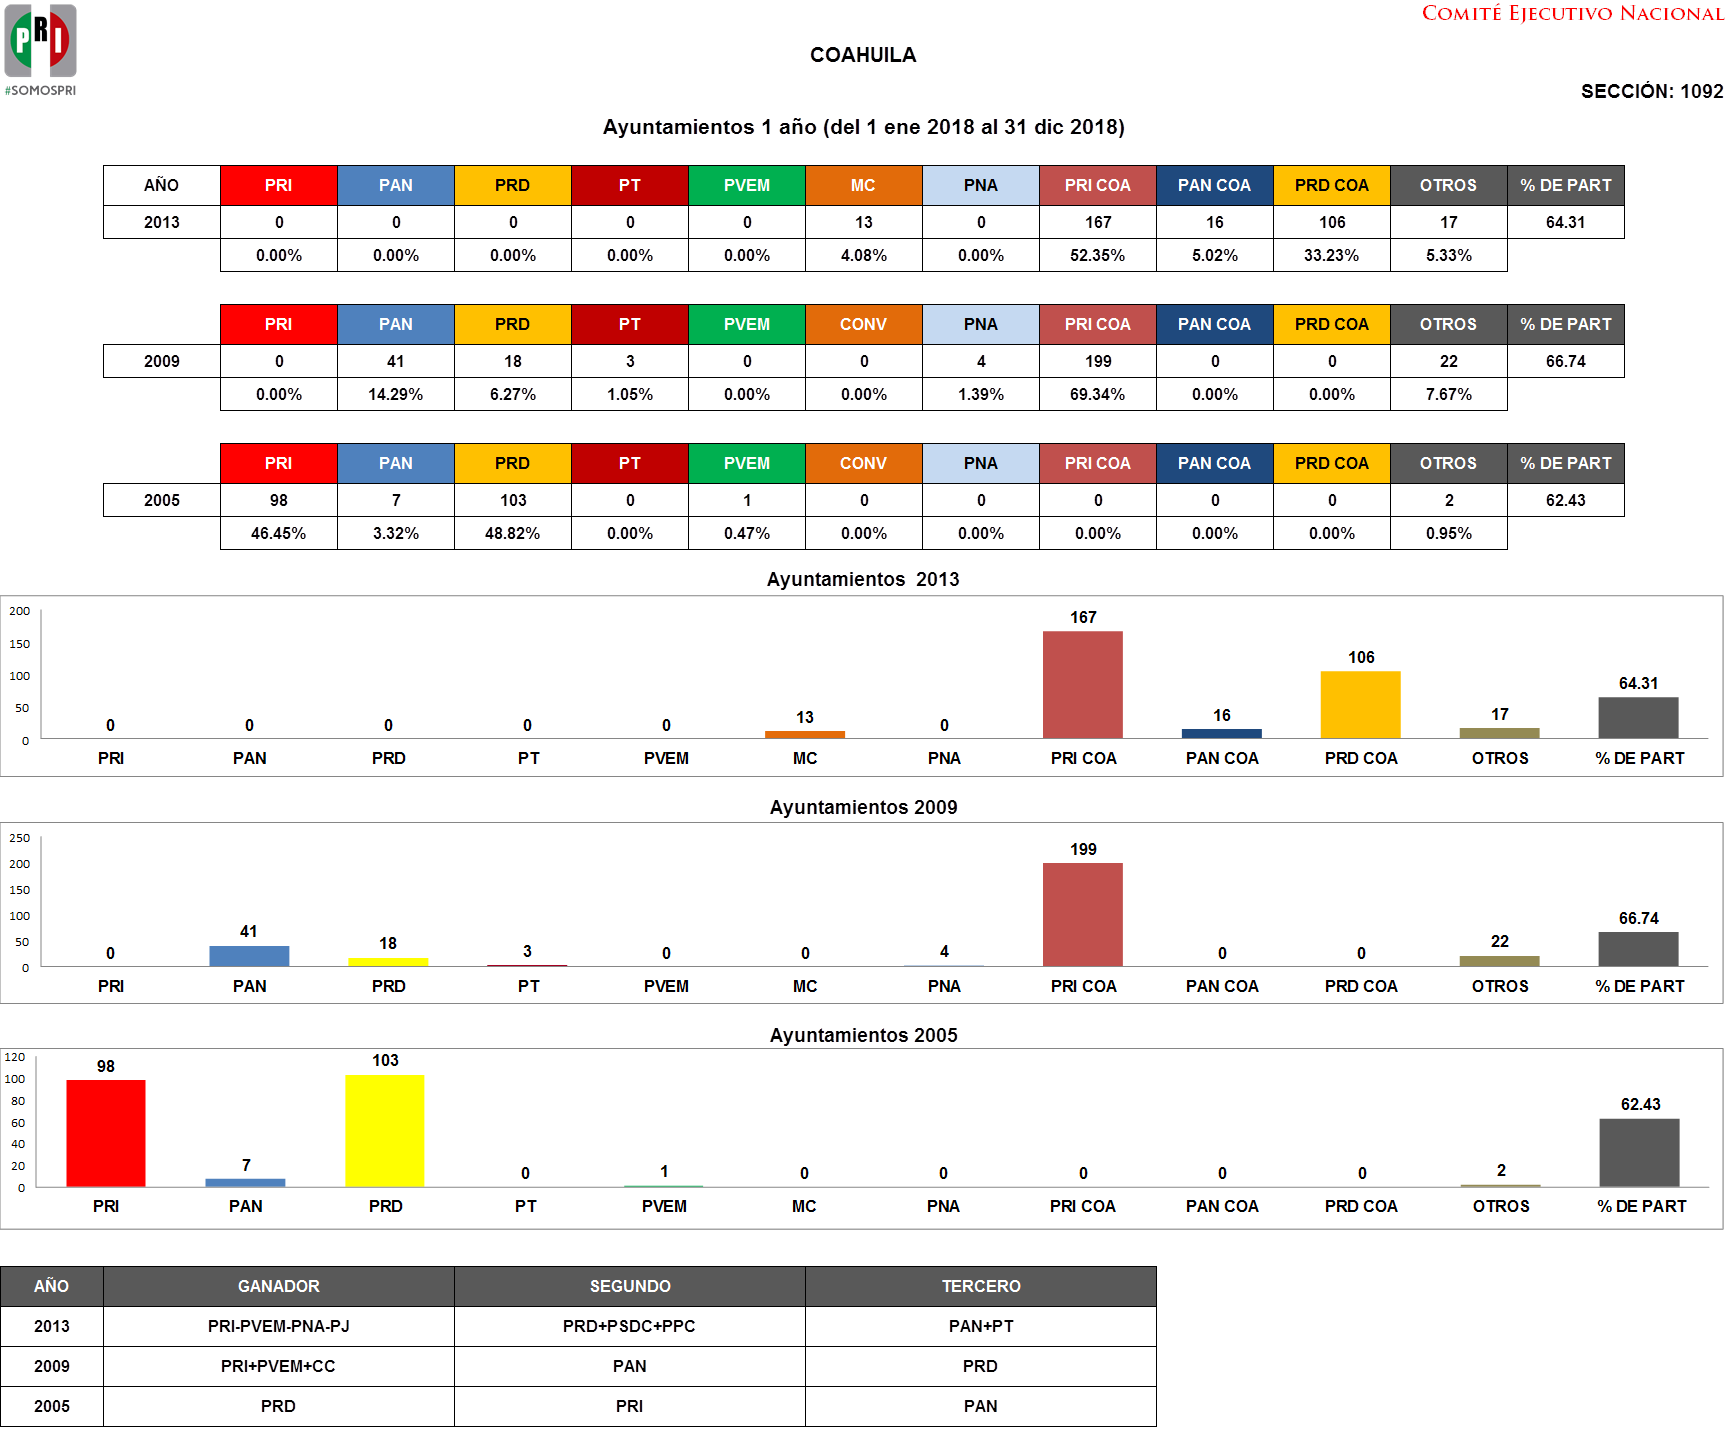 PRI
#SOMOSPRI
COMITÉ EJECUTIVO NACIONAL
COAHUILA
SECCIÓN: 1092
Ayuntamientos 1 año (del 1 ene 2018 al 31 dic 2018)
AÑO PRI PAN PRD PT PVEM MC PNA PRI COA PAN COA PRD COA OTROS % DE PART
2013 0 0 0 0 0 13 0 167 16 106 17 64.31
0.00% 0.00% 0.00% 0.00% 0.00% 4.08% 0.00% 52.35% 5.02% 33.23% 5.33%
PRI PAN PRD PT PVEM CONV PNA PRI COA PAN COA PRD COA OTROS % DE PART
2009 0 41 18 3 0 0 4 199 0 0 22 66.74
0.00% 14.29% 6.27% 1.05% 0.00% 0.00% 1.39% 69.34% 0.00% 0.00% 7.67%
PRI PAN PRD PT PVEM CONV PNA PRI COA PAN COA PRD COA OTROS % DE PART
2005 98 7 103 0 1 0 0 0 0 0 2 62.43
46.45% 3.32% 48.82% 0.00% 0.47% 0.00% 0.00% 0.00% 0.00% 0.00% 0.95%
Ayuntamientos 2013
200
150
100
50
0
0 0 0 0 0 13 0 167 16 106 17 64.31
PRI PAN PRD PT PVEM MC PNA PRI COA PAN COA PRD COA OTROS % DE PART
Ayuntamientos 2009
250
200
150
100
50
0
0 41 18 3 0 0 4 199 0 0 22 66.74
PRI PAN PRD PT PVEM MC PNA PRI COA PAN COA PRD COA OTROS % DE PART
Ayuntamientos 2005
120
100
80
60
40
20
0
98 7 103 0 1 0 0 0 0 0 2 62.43
PRI PAN PRD PT PVEM MC PNA PRI COA PAN COA PRD COA OTROS % DE PART
AÑO GANADOR SEGUNDO TERCERO
2013 PRI-PVEM-PNA-PJ PRD+PSDC+PPC PAN+PT
2009 PRI+PVEM+CC PAN PRD
2005 PRD PRI PAN